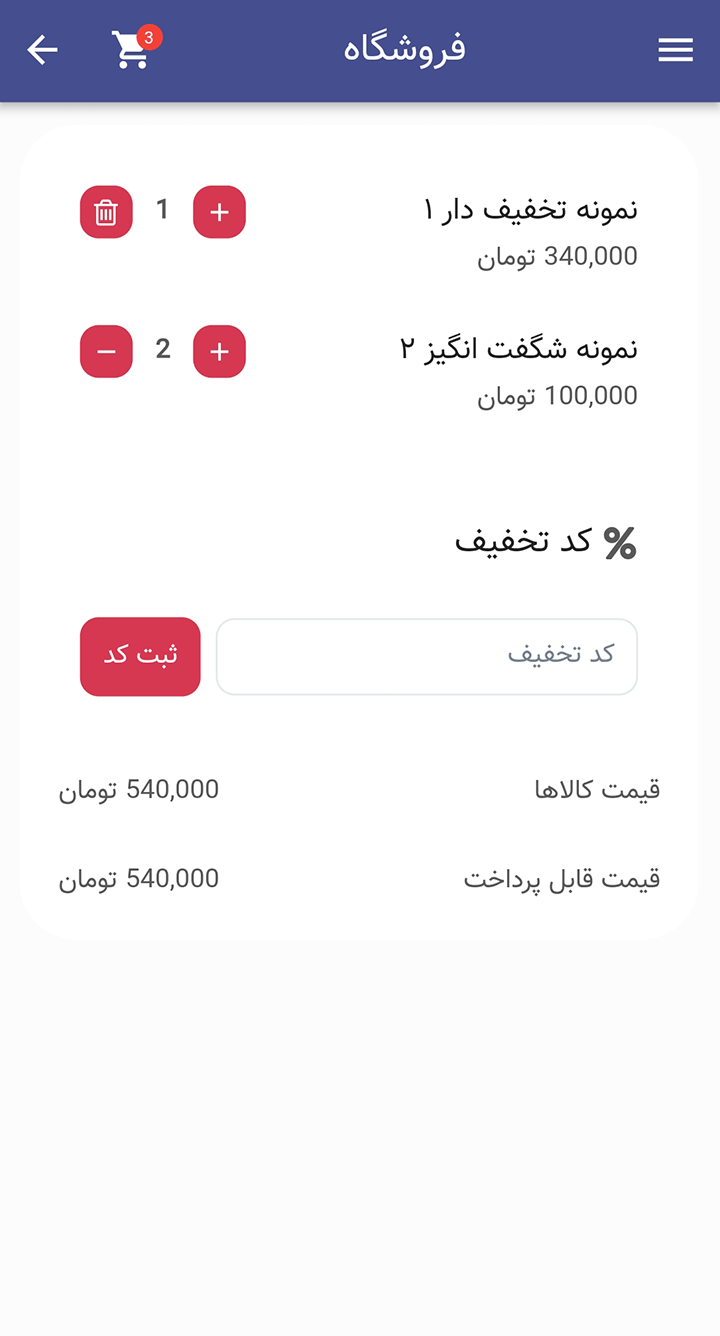 فروشگاه
3
نمونه تخفیف دار ۱
1
340,000 تومان
نمونه شگفت انگیز ۲
2
100,000 تومان
% کد تخفیف
کد تخفیف
ثبت کد
قیمت کالاها
540,000 تومان
قیمت قابل پرداخت
540,000 تومان